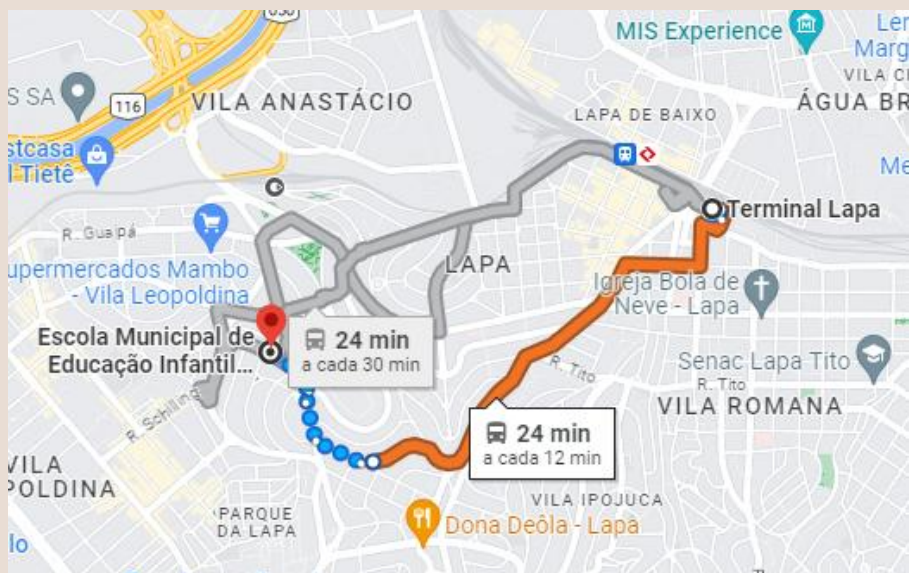 050
MIS Experience
Ler
Marg
S SA
116
VILA ANASTÁCIO
LAPA DE BAIXO
VILA CI
ÁGUA BR
stcasa
l Tietê
Me
Terminal Lapa
R. Guapá
upermercados Mambo
- Vila Leopoldina
LAPA
Igreja Bola de
Neve - Lapa
Escola Municipal de
Educação Infantil...
24 min
a cada 30 min
Senac Lapa Tito
R. Tito
R. Tito
VILA ROMANA
R. Schilling
24 min
a cada 12 min
VILA
POLDINA
VILA IPOJUCA
PARQUE
DA LAPA
Dona Deôla - Lapa
lo